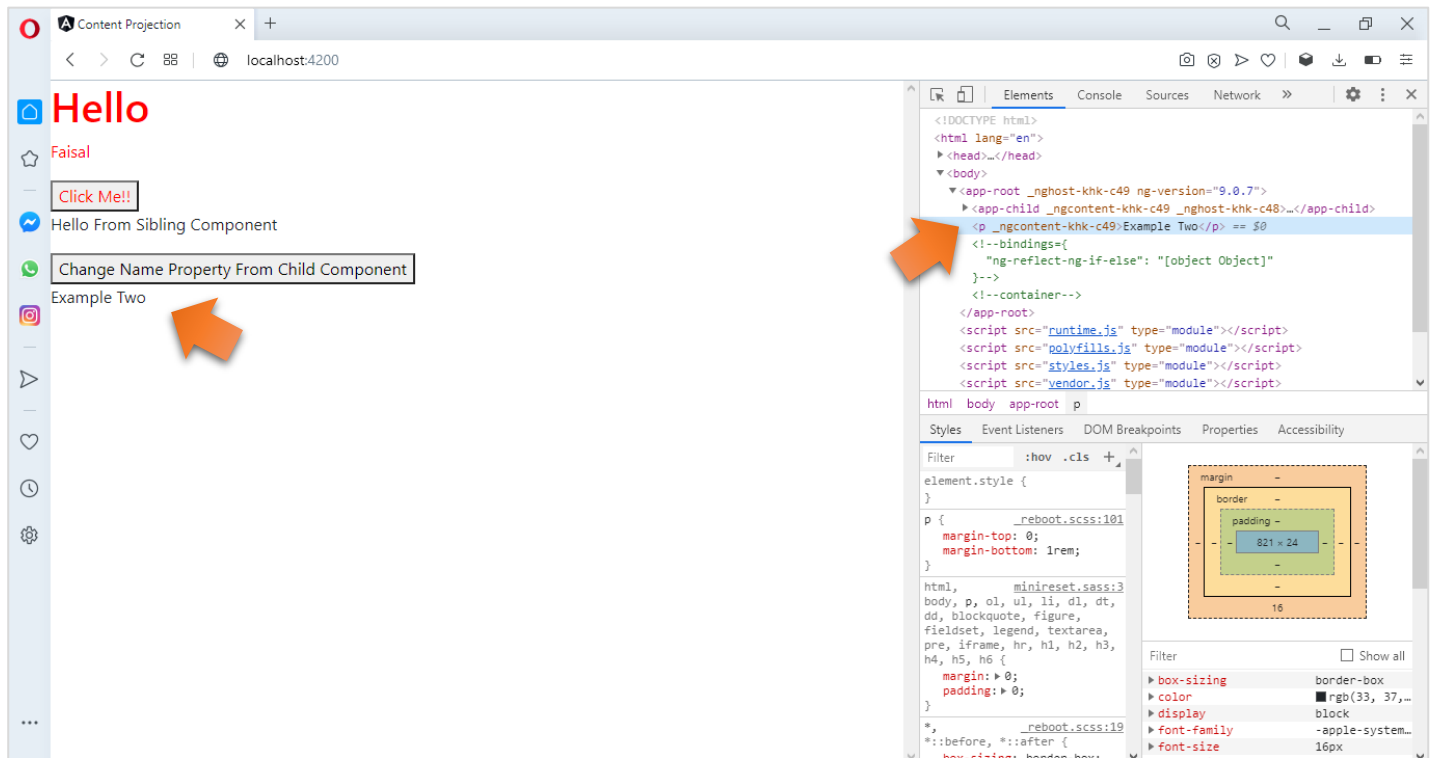 Content Projection
localhost:4200
Hello
Faisal
Click Me!!
Hello From Sibling Component
Change Name Property From Child Component
Example Two
Elements Console Sources Network »
<!DOCTYPE html>
<html lang="en">
▶<head>…</head>
▼<body>
▼<app-root _nghost-khk-c49 ng-version="9.0.7">
▶<app-child _ngcontent-khk-c49 _nghost-khk-c48>…</app-child>
<p _ngcontent-khk-c49>Example Two</p> == $0
<!--bindings={
"ng-reflect-ng-if-else": "[object Object]"
}-->
<!--container-->
</app-root>
<script src="runtime.js" type="module"></script>
<script src="polyfills.js" type="module"></script>
<script src="styles.js" type="module"></script>
<script src="vendor.js" type="module"></script>
html body app-root p
Styles Event Listeners DOM Breakpoints Properties Accessibility
Filter :hov .cls +
element.style {
}
p { _reboot.scss:101
margin-top: 0;
margin-bottom: 1rem;
}
html, minireset.sass:3
body, p, ol, ul, li, dl, dt,
dd, blockquote, figure,
fieldset, legend, textarea,
pre, iframe, hr, h1, h2, h3,
h4, h5, h6 {
margin:▶0;
padding:▶0;
}
*, _reboot.scss:19
*::before, *::after {
box-sizing: border-box;
margin –
border –
padding –
– – – 821 × 24 – – –
–
–
16
Filter Show all
▶box-sizing border-box
▶color rgb(33, 37,…
▶display block
▶font-family -apple-system…
▶font-size 16px